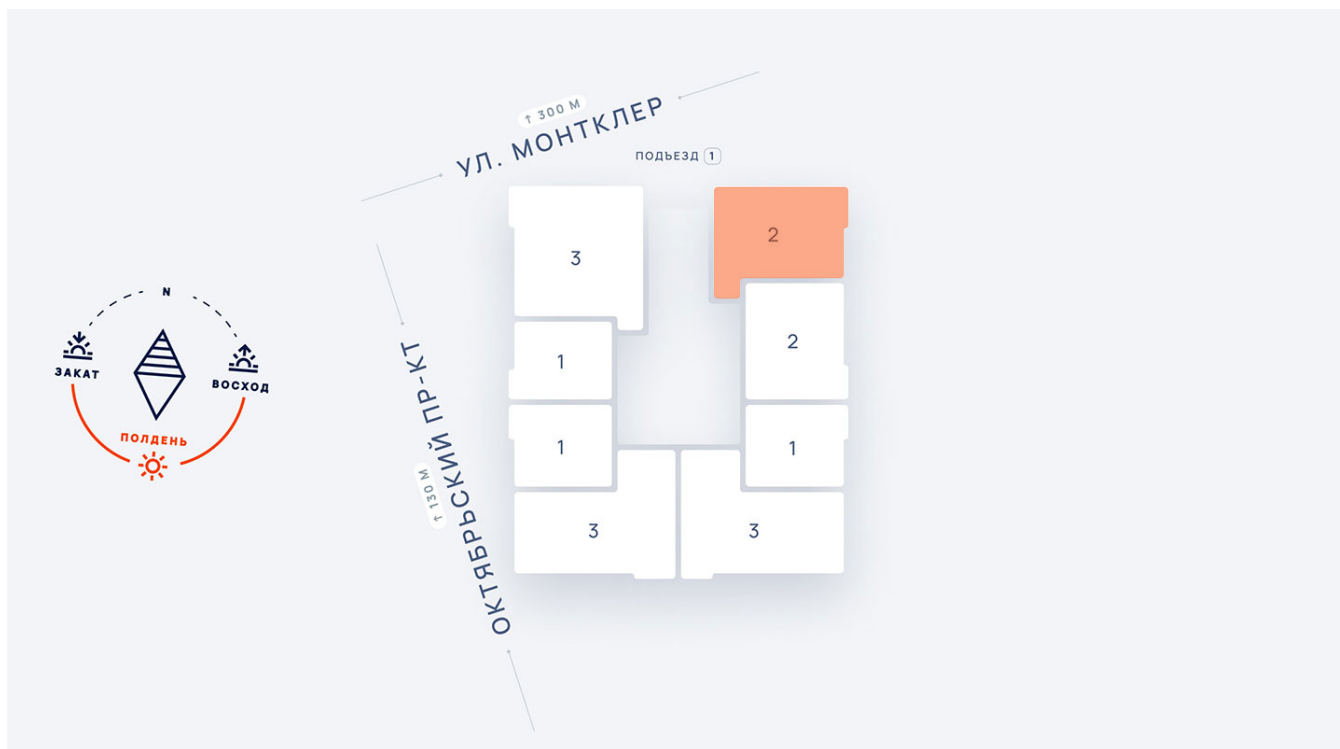 ↑ 300 М
УЛ. МОНТКЛЕР
ПОДЪЕЗД 1
N
ЗАКАТ
ВОСХОД
ПОЛДЕНЬ
ОКТЯБРЬСКИЙ ПР-КТ
↑ 130 М
3
2
1
2
1
1
3
3